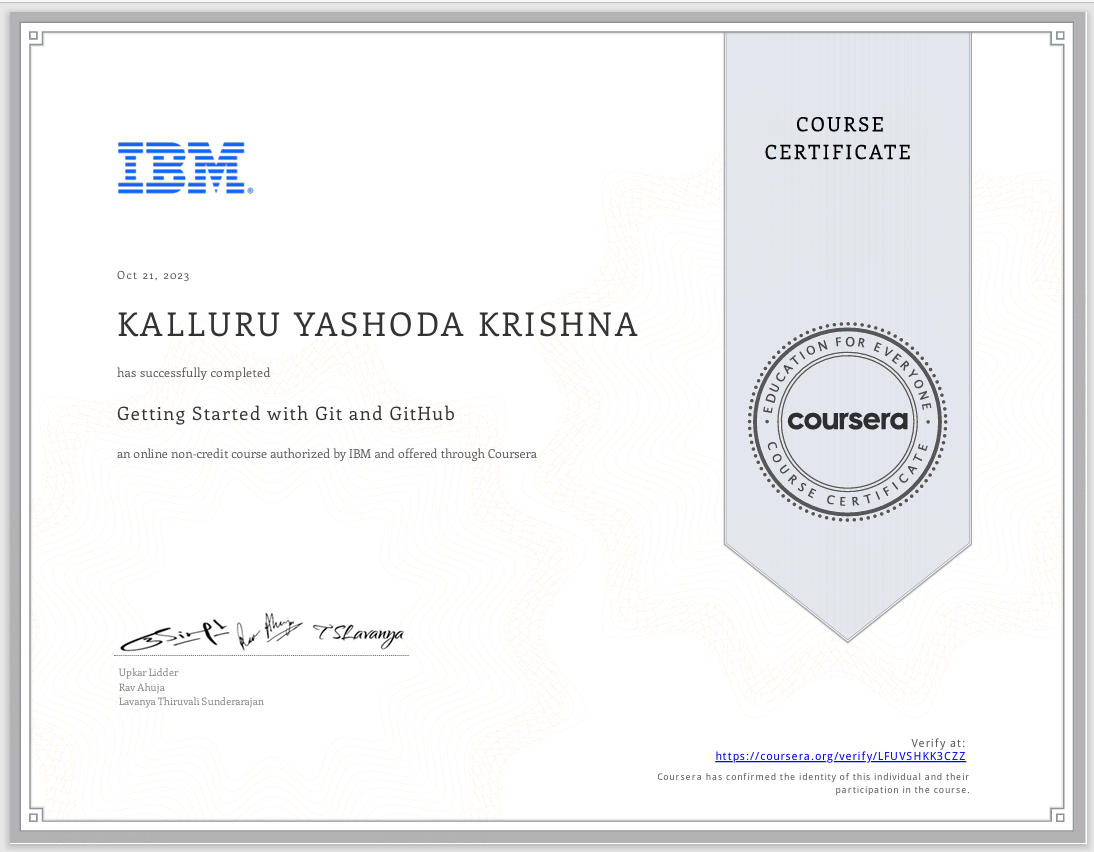 COURSE
CERTIFICATE
IBM®
Oct 21, 2023
KALLURU YASHODA KRISHNA
has successfully completed
Getting Started with Git and GitHub
an online non-credit course authorized by IBM and offered through Coursera
EDUCATION FOR EVERYONE
coursera
COURSE CERTIFICATE
TSLavanya
Upkar Lidder
Rav Ahuja
Lavanya Thiruvali Sunderarajan
Verify at:
https://coursera.org/verify/LFUVSHKK3CZZ
Coursera has confirmed the identity of this individual and their
participation in the course.